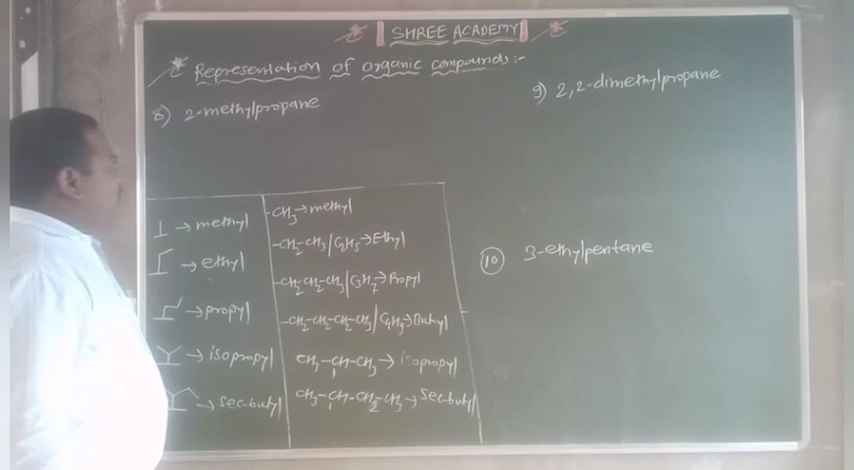 SHREE ACADEMY
* Representation of organic compounds:-
8) 2-methylpropane
9) 2,2-dimethylpropane
→ methyl
→ ethyl
→ propyl
→ isopropyl
→ sec-butyl
-CH3 → methyl
-CH2-CH3/C2H5 → Ethyl
-CH2-CH2-CH3/C3H7 → Propyl
-CH2-CH2-CH2-CH3/C4H9 → Butyl
CH3-CH-CH3 → isopropyl
CH3-CH-CH2-CH3 → Sec-butyl
10 3-ethylpentane